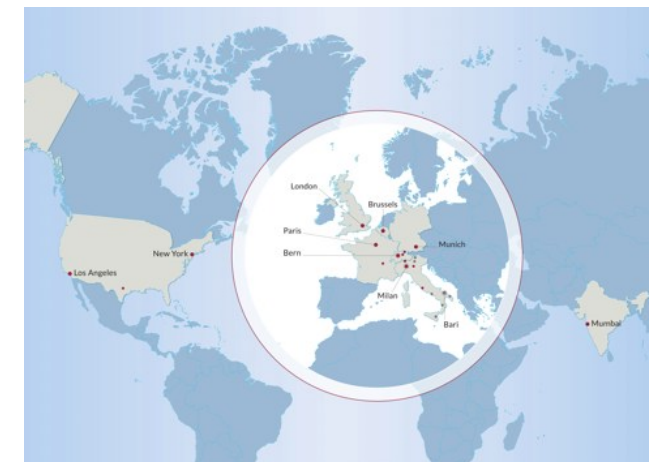 London
Brussels
Paris
Bern
Munich
New York
Los Angeles
Milan
Bari
Mumbai